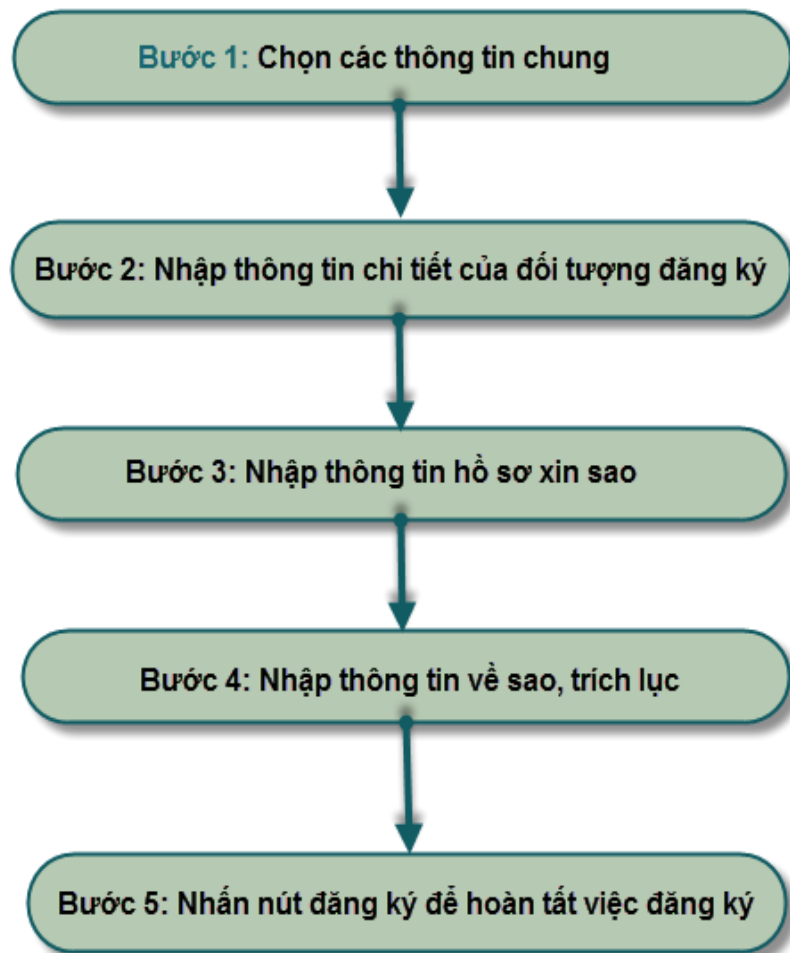 Bước 1: Chọn các thông tin chung
Bước 2: Nhập thông tin chi tiết của đối tượng đăng ký
Bước 3: Nhập thông tin hồ sơ xin sao
Bước 4: Nhập thông tin về sao, trích lục
Bước 5: Nhấn nút đăng ký để hoàn tất việc đăng ký